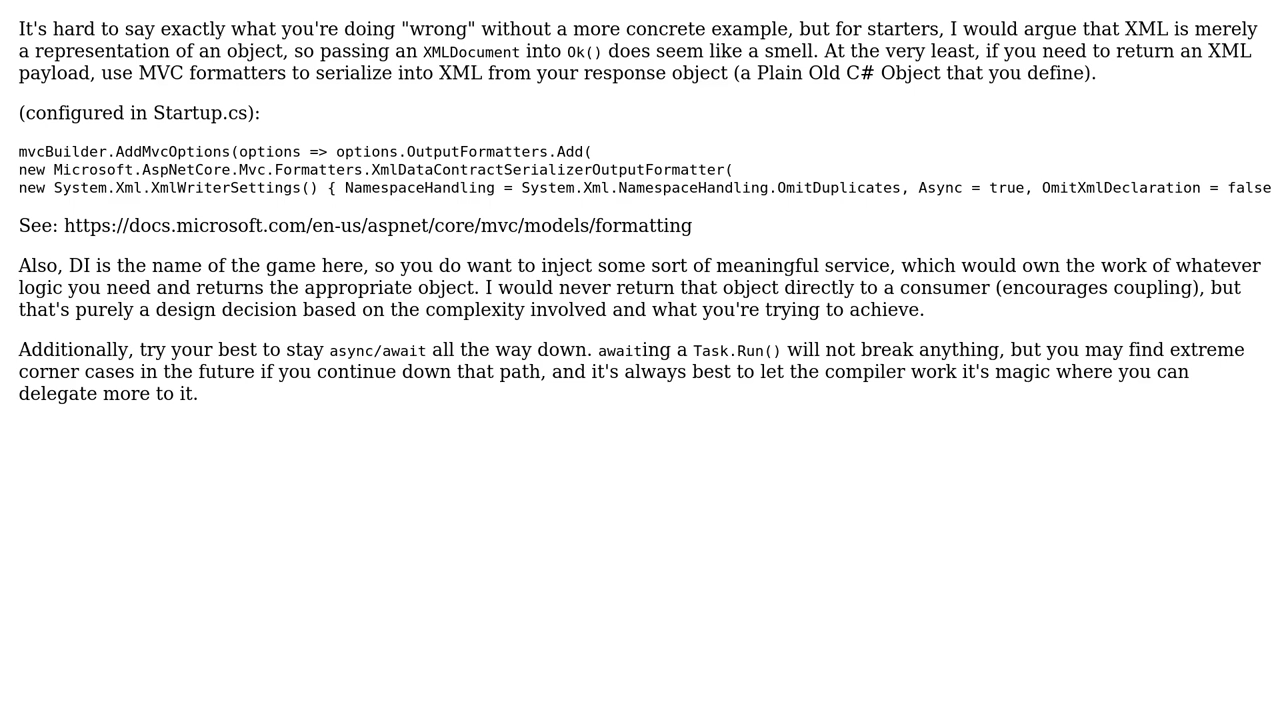 It's hard to say exactly what you're doing "wrong" without a more concrete example, but for starters, I would argue that XML is merely
a representation of an object, so passing an XMLDocument into Ok() does seem like a smell. At the very least, if you need to return an XML
payload, use MVC formatters to serialize into XML from your response object (a Plain Old C# Object that you define).
(configured in Startup.cs):
mvcBuilder.AddMvcOptions(options => options.OutputFormatters.Add(
new Microsoft.AspNetCore.Mvc.Formatters.XmlDataContractSerializerOutputFormatter(
new System.Xml.XmlWriterSettings() { NamespaceHandling = System.Xml.NamespaceHandling.OmitDuplicates, Async = true, OmitXmlDeclaration = false
See: https://docs.microsoft.com/en-us/aspnet/core/mvc/models/formatting
Also, DI is the name of the game here, so you do want to inject some sort of meaningful service, which would own the work of whatever
logic you need and returns the appropriate object. I would never return that object directly to a consumer (encourages coupling), but
that's purely a design decision based on the complexity involved and what you're trying to achieve.
Additionally, try your best to stay async/await all the way down. awaiting a Task.Run() will not break anything, but you may find extreme
corner cases in the future if you continue down that path, and it's always best to let the compiler work it's magic where you can
delegate more to it.